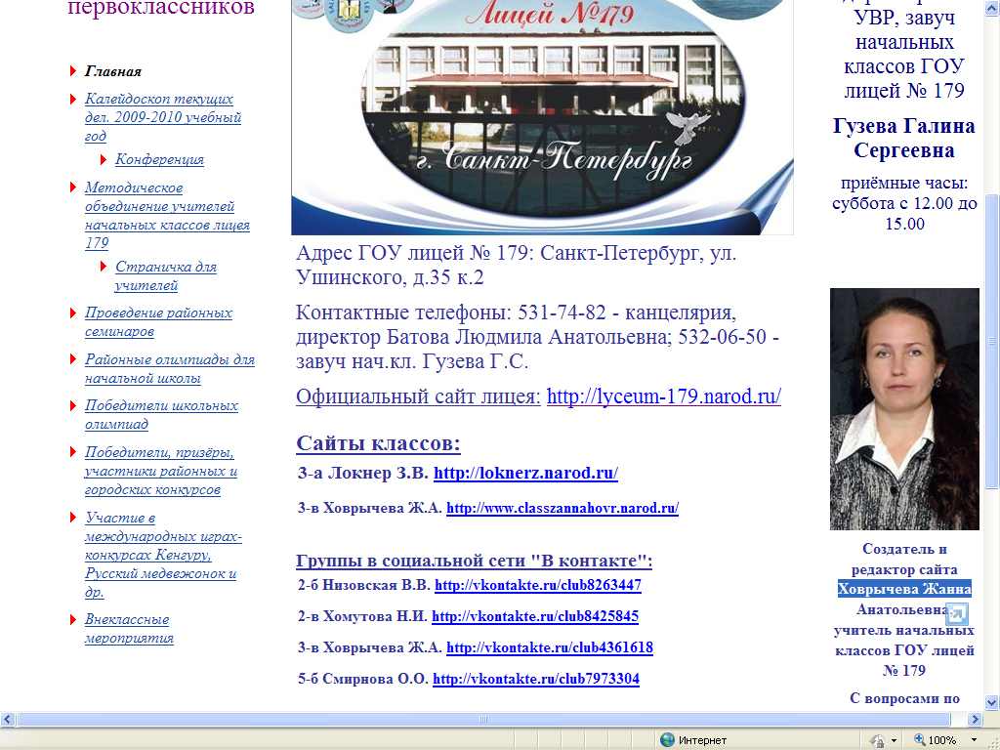 первоклассников
Главная
Калейдоскоп текущих
дел. 2009-2010 учебный
год
Конференция
Методическое
объединение учителей
начальных классов лицея
179
Страничка для
учителей
Проведение районных
семинаров
Районные олимпиады для
начальной школы
Победители школьных
олимпиад
Победители, призёры,
участники районных и
городских конкурсов
Участие в
международных играх-
конкурсах Кенгуру,
Русский медвежонок и
др.
Внеклассные
мероприятия
Лицей №179
г. Санкт-Петербург
Адрес ГОУ лицей № 179: Санкт-Петербург, ул.
Ушинского, д.35 к.2
Контактные телефоны: 531-74-82 - канцелярия,
директор Батова Людмила Анатольевна; 532-06-50 -
завуч нач.кл. Гузева Г.С.
Официальный сайт лицея: http://lyceum-179.narod.ru/
Сайты классов:
3-а Локнер З.В. http://loknerz.narod.ru/
3-в Ховрычева Ж.А. http://www.classzannahovr.narod.ru/
Группы в социальной сети "В контакте":
2-б Низовская В.В. http://vkontakte.ru/club8263447
2-в Хомутова Н.И. http://vkontakte.ru/club8425845
3-в Ховрычева Ж.А. http://vkontakte.ru/club4361618
5-б Смирнова О.О. http://vkontakte.ru/club7973304
УВР, завуч
начальных
классов ГОУ
лицей № 179
Гузева Галина
Сергеевна
приёмные часы:
суббота с 12.00 до
15.00
Создатель и
редактор сайта
Ховрычева Жанна
Анатольевна
учитель начальных
классов ГОУ лицей
№ 179
С вопросами по
Интернет
100%